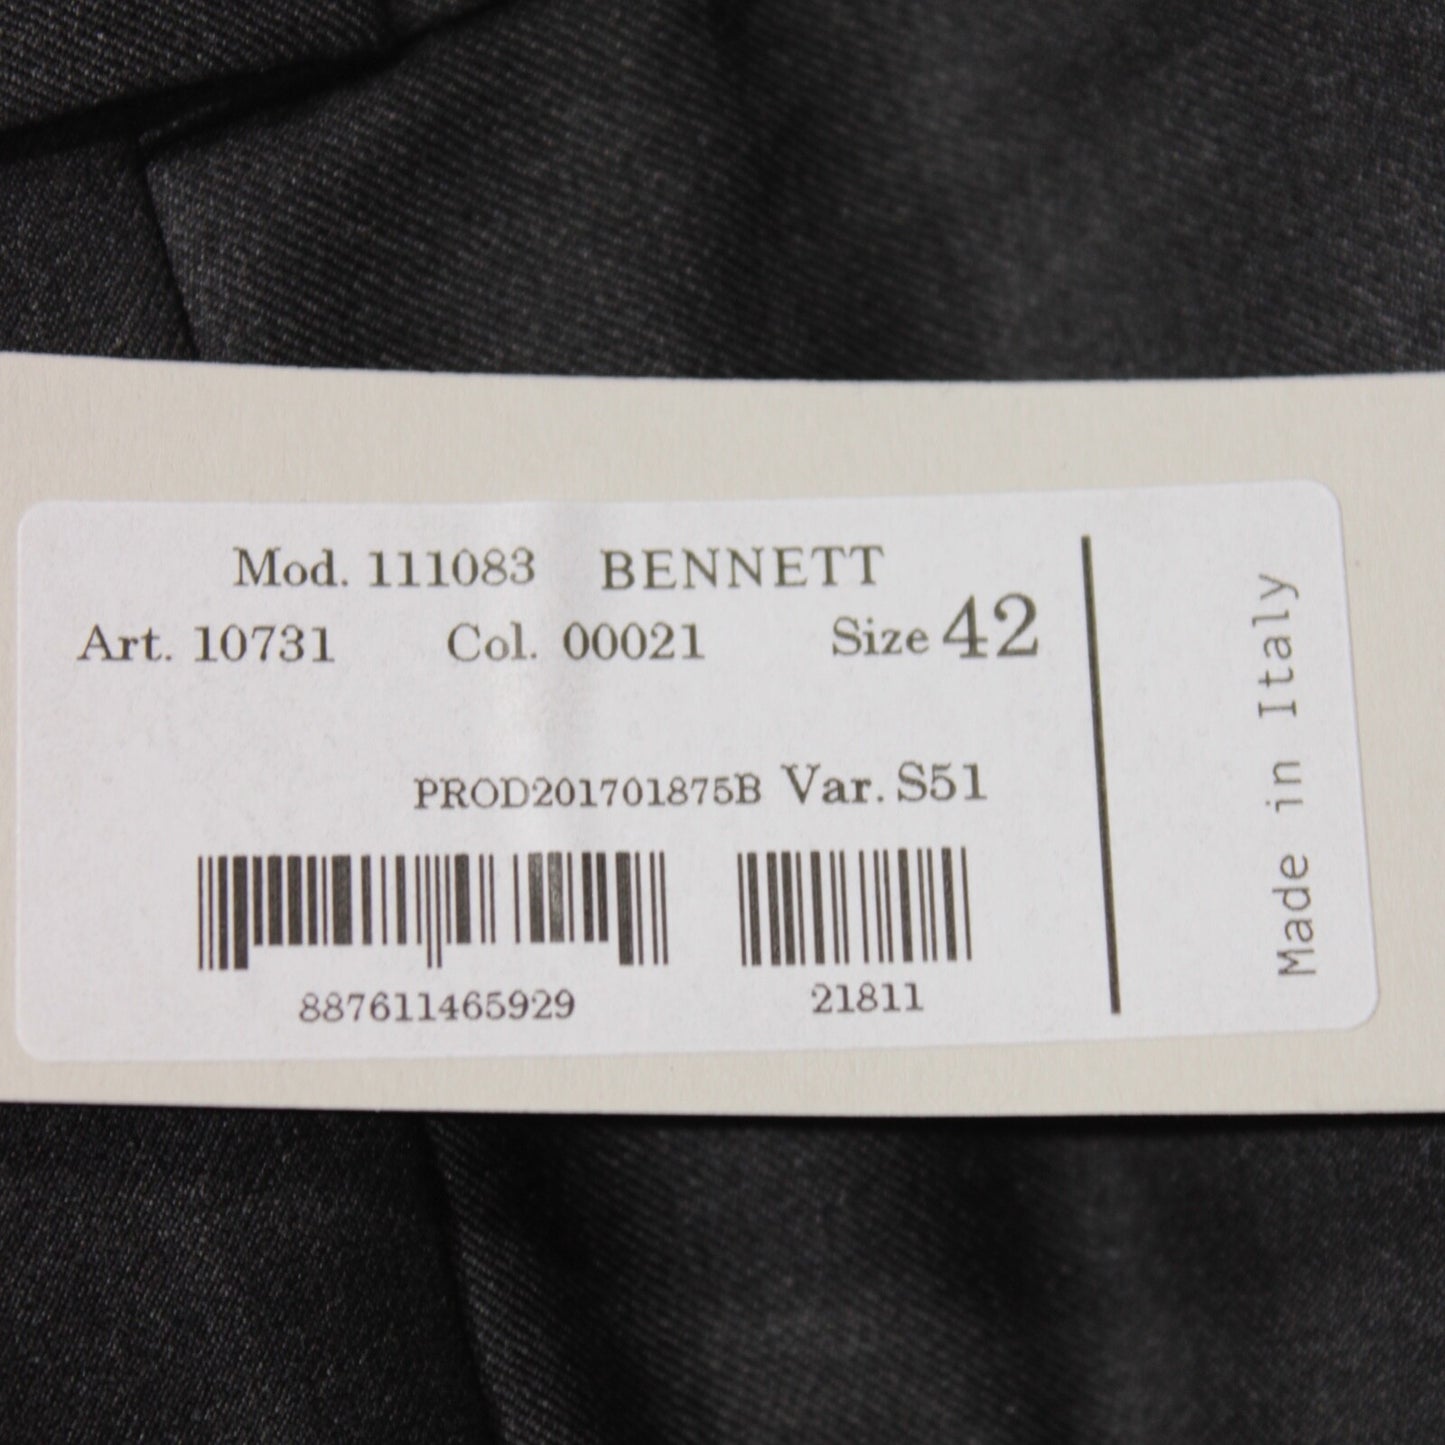 Mod. 111083 BENNETT
Art. 10731 Col. 00021 Size 42
PROD201701875B Var. S51
887611465929 21811
Made in Italy